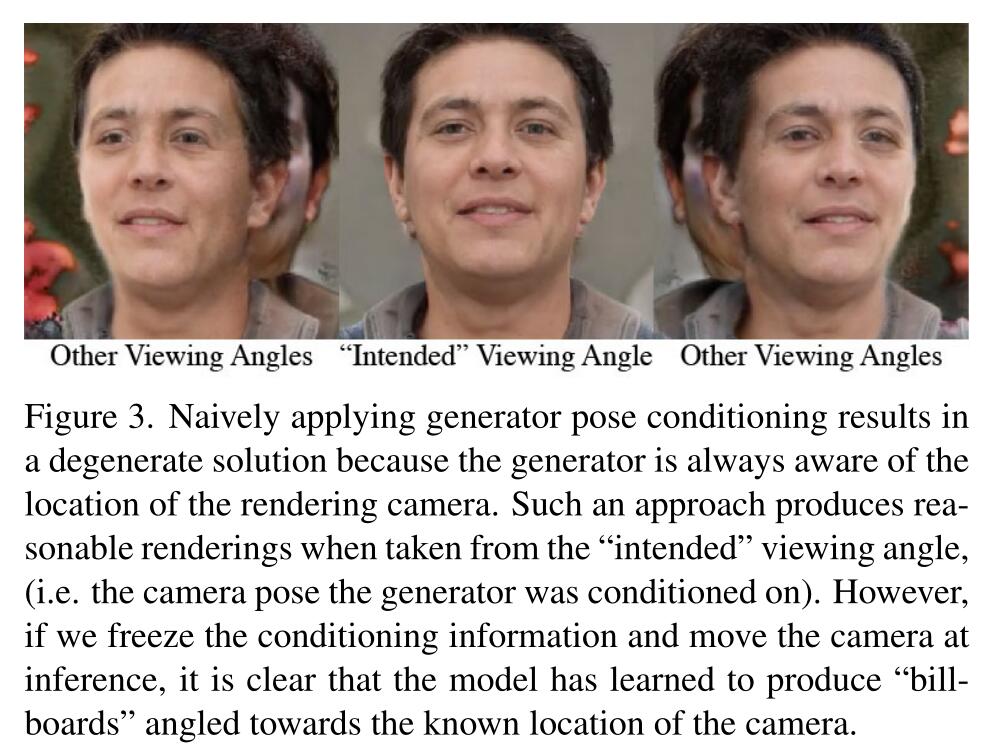 Other Viewing Angles “Intended” Viewing Angle Other Viewing Angles
Figure 3. Naively applying generator pose conditioning results in
a degenerate solution because the generator is always aware of the
location of the rendering camera. Such an approach produces rea-
sonable renderings when taken from the “intended” viewing angle,
(i.e. the camera pose the generator was conditioned on). However,
if we freeze the conditioning information and move the camera at
inference, it is clear that the model has learned to produce “bill-
boards” angled towards the known location of the camera.